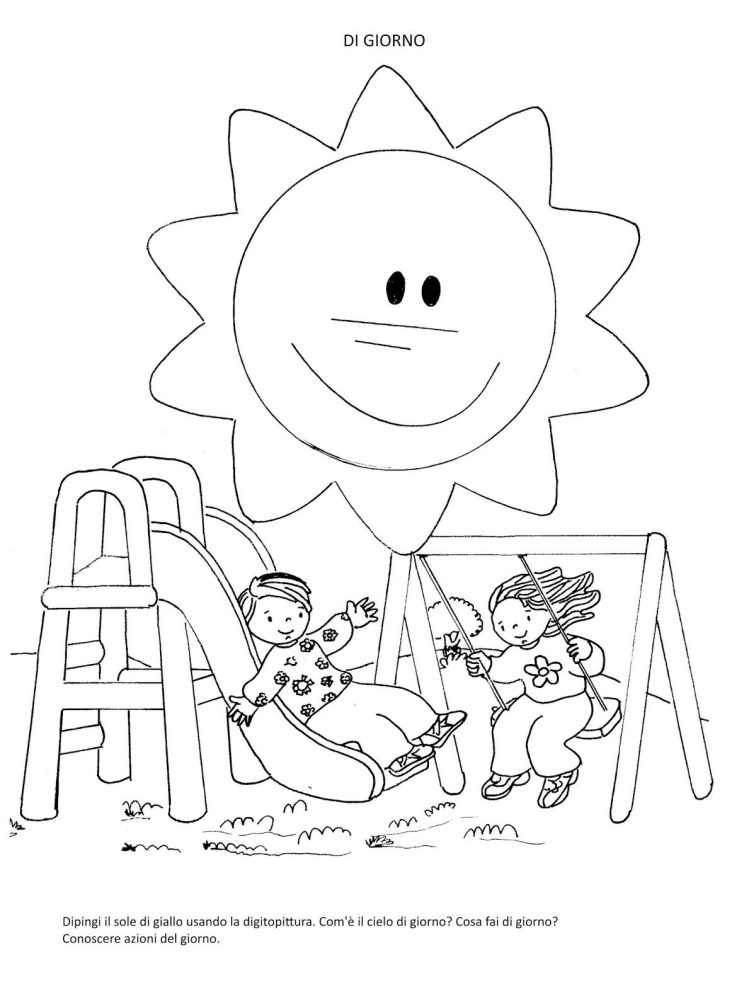 DI GIORNO
Dipingi il sole di giallo usando la digitopittura. Com'è il cielo di giorno? Cosa fai di giorno?
Conoscere azioni del giorno.